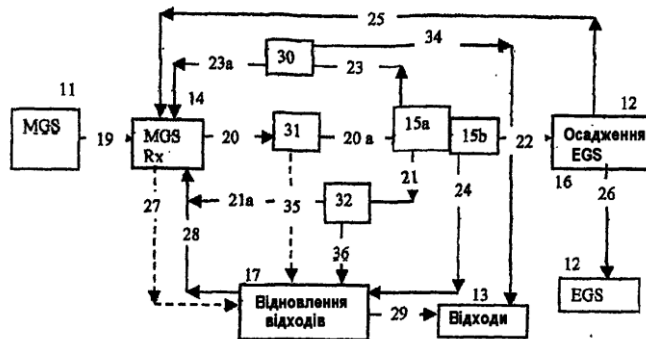 25
30
34
23a
23
11
14
12
MGS
19
MGS
Rx
20
31
20 a
15a
15b
22
Осадження
EGS
16
21
24
26
27
21a
32
35
28
36
12
EGS
17
13
Відновлення
відходів
29
Відходи